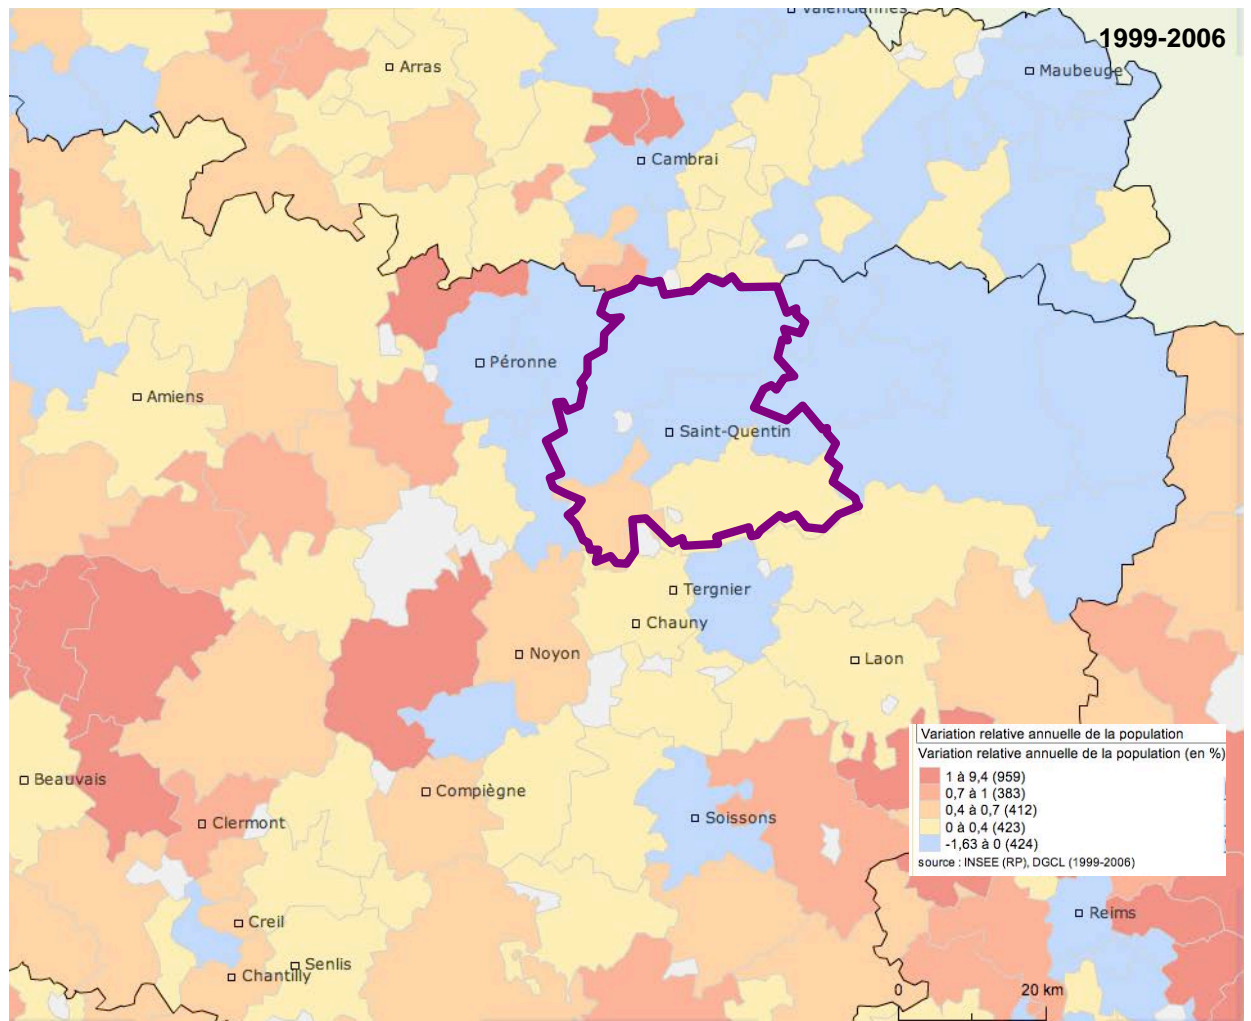 Valenciennes
1999-2006
Arras
Maubeuge
Cambrai
Péronne
Amiens
Saint-Quentin
Tergnier
Chauny
Noyon
Laon
Variation relative annuelle de la population
Variation relative annuelle de la population (en %)
1 à 9,4 (959)
0,7 à 1 (383)
0,4 à 0,7 (412)
0 à 0,4 (423)
-1,63 à 0 (424)
source : INSEE (RP), DGCL (1999-2006)
Beauvais
Compiègne
Clermont
Soissons
Creil
Reims
Senlis
Chantilly
0 20 km